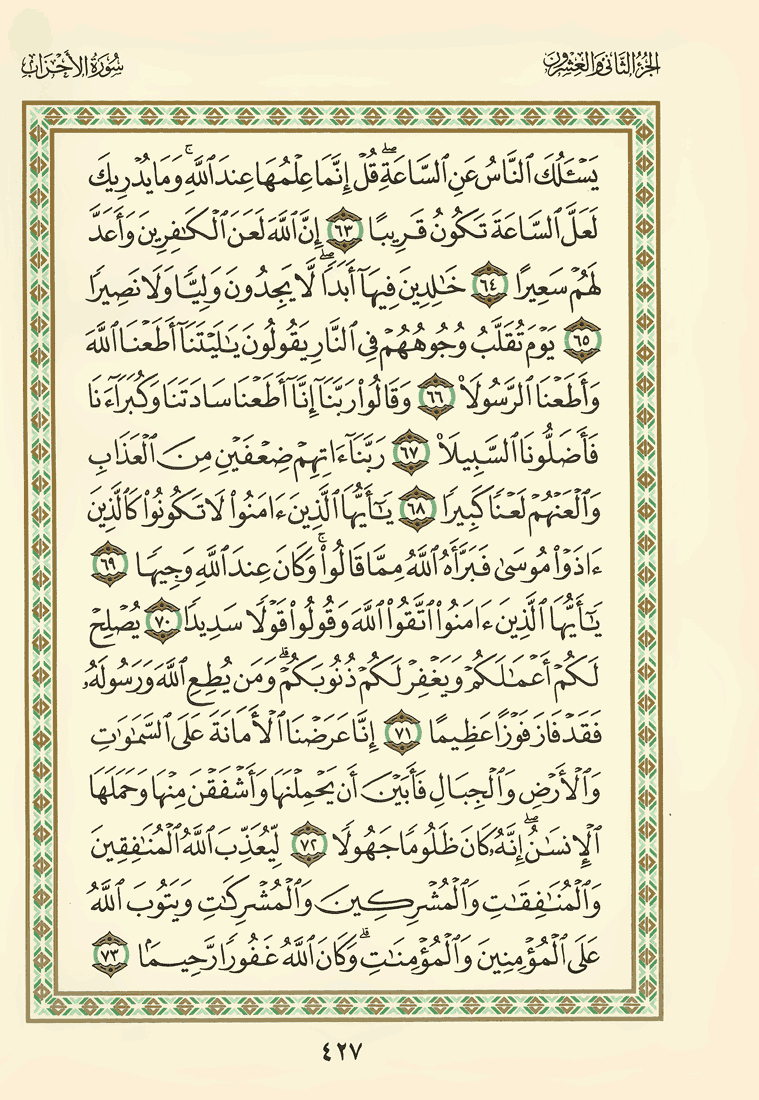 الجزء الثاني والعشرون
سورة الأحزاب
يَسْـَٔلُكَ ٱلنَّاسُ عَنِ ٱلسَّاعَةِۖ قُلْ إِنَّمَا عِلْمُهَا عِندَ ٱللَّهِۚ وَمَا يُدْرِيكَ
لَعَلَّ ٱلسَّاعَةَ تَكُونُ قَرِيبًا ٦٣ إِنَّ ٱللَّهَ لَعَنَ ٱلْكَٰفِرِينَ وَأَعَدَّ
لَهُمْ سَعِيرًا ٦٤ خَٰلِدِينَ فِيهَآ أَبَدًاۖ لَّا يَجِدُونَ وَلِيًّا وَلَا نَصِيرًا
٦٥ يَوْمَ تُقَلَّبُ وُجُوهُهُمْ فِى ٱلنَّارِ يَقُولُونَ يَٰلَيْتَنَآ أَطَعْنَا ٱللَّهَ
وَأَطَعْنَا ٱلرَّسُولَا۠ ٦٦ وَقَالُوا۟ رَبَّنَآ إِنَّآ أَطَعْنَا سَادَتَنَا وَكُبَرَآءَنَا
فَأَضَلُّونَا ٱلسَّبِيلَا۠ ٦٧ رَبَّنَآ ءَاتِهِمْ ضِعْفَيْنِ مِنَ ٱلْعَذَابِ
وَٱلْعَنْهُمْ لَعْنًا كَبِيرًا ٦٨ يَٰٓأَيُّهَا ٱلَّذِينَ ءَامَنُوا۟ لَا تَكُونُوا۟ كَٱلَّذِينَ
ءَاذَوْا۟ مُوسَىٰ فَبَرَّأَهُ ٱللَّهُ مِمَّا قَالُوا۟ۚ وَكَانَ عِندَ ٱللَّهِ وَجِيهًا ٦٩
يَٰٓأَيُّهَا ٱلَّذِينَ ءَامَنُوا۟ ٱتَّقُوا۟ ٱللَّهَ وَقُولُوا۟ قَوْلًا سَدِيدًا ٧٠ يُصْلِحْ
لَكُمْ أَعْمَٰلَكُمْ وَيَغْفِرْ لَكُمْ ذُنُوبَكُمْۗ وَمَن يُطِعِ ٱللَّهَ وَرَسُولَهُۥ
فَقَدْ فَازَ فَوْزًا عَظِيمًا ٧١ إِنَّا عَرَضْنَا ٱلْأَمَانَةَ عَلَى ٱلسَّمَٰوَٰتِ
وَٱلْأَرْضِ وَٱلْجِبَالِ فَأَبَيْنَ أَن يَحْمِلْنَهَا وَأَشْفَقْنَ مِنْهَا وَحَمَلَهَا
ٱلْإِنسَٰنُۖ إِنَّهُۥ كَانَ ظَلُومًا جَهُولًا ٧٢ لِّيُعَذِّبَ ٱللَّهُ ٱلْمُنَٰفِقِينَ
وَٱلْمُنَٰفِقَٰتِ وَٱلْمُشْرِكِينَ وَٱلْمُشْرِكَٰتِ وَيَتُوبَ ٱللَّهُ
عَلَى ٱلْمُؤْمِنِينَ وَٱلْمُؤْمِنَٰتِۗ وَكَانَ ٱللَّهُ غَفُورًا رَّحِيمًۢا ٧٣
٤٢٧